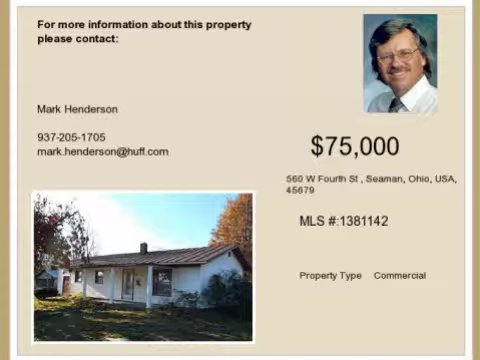 For more information about this property
please contact:
Mark Henderson
937-205-1705
mark.henderson@huff.com
$75,000
560 W Fourth St , Seaman, Ohio, USA,
45679
MLS #:1381142
Property Type Commercial